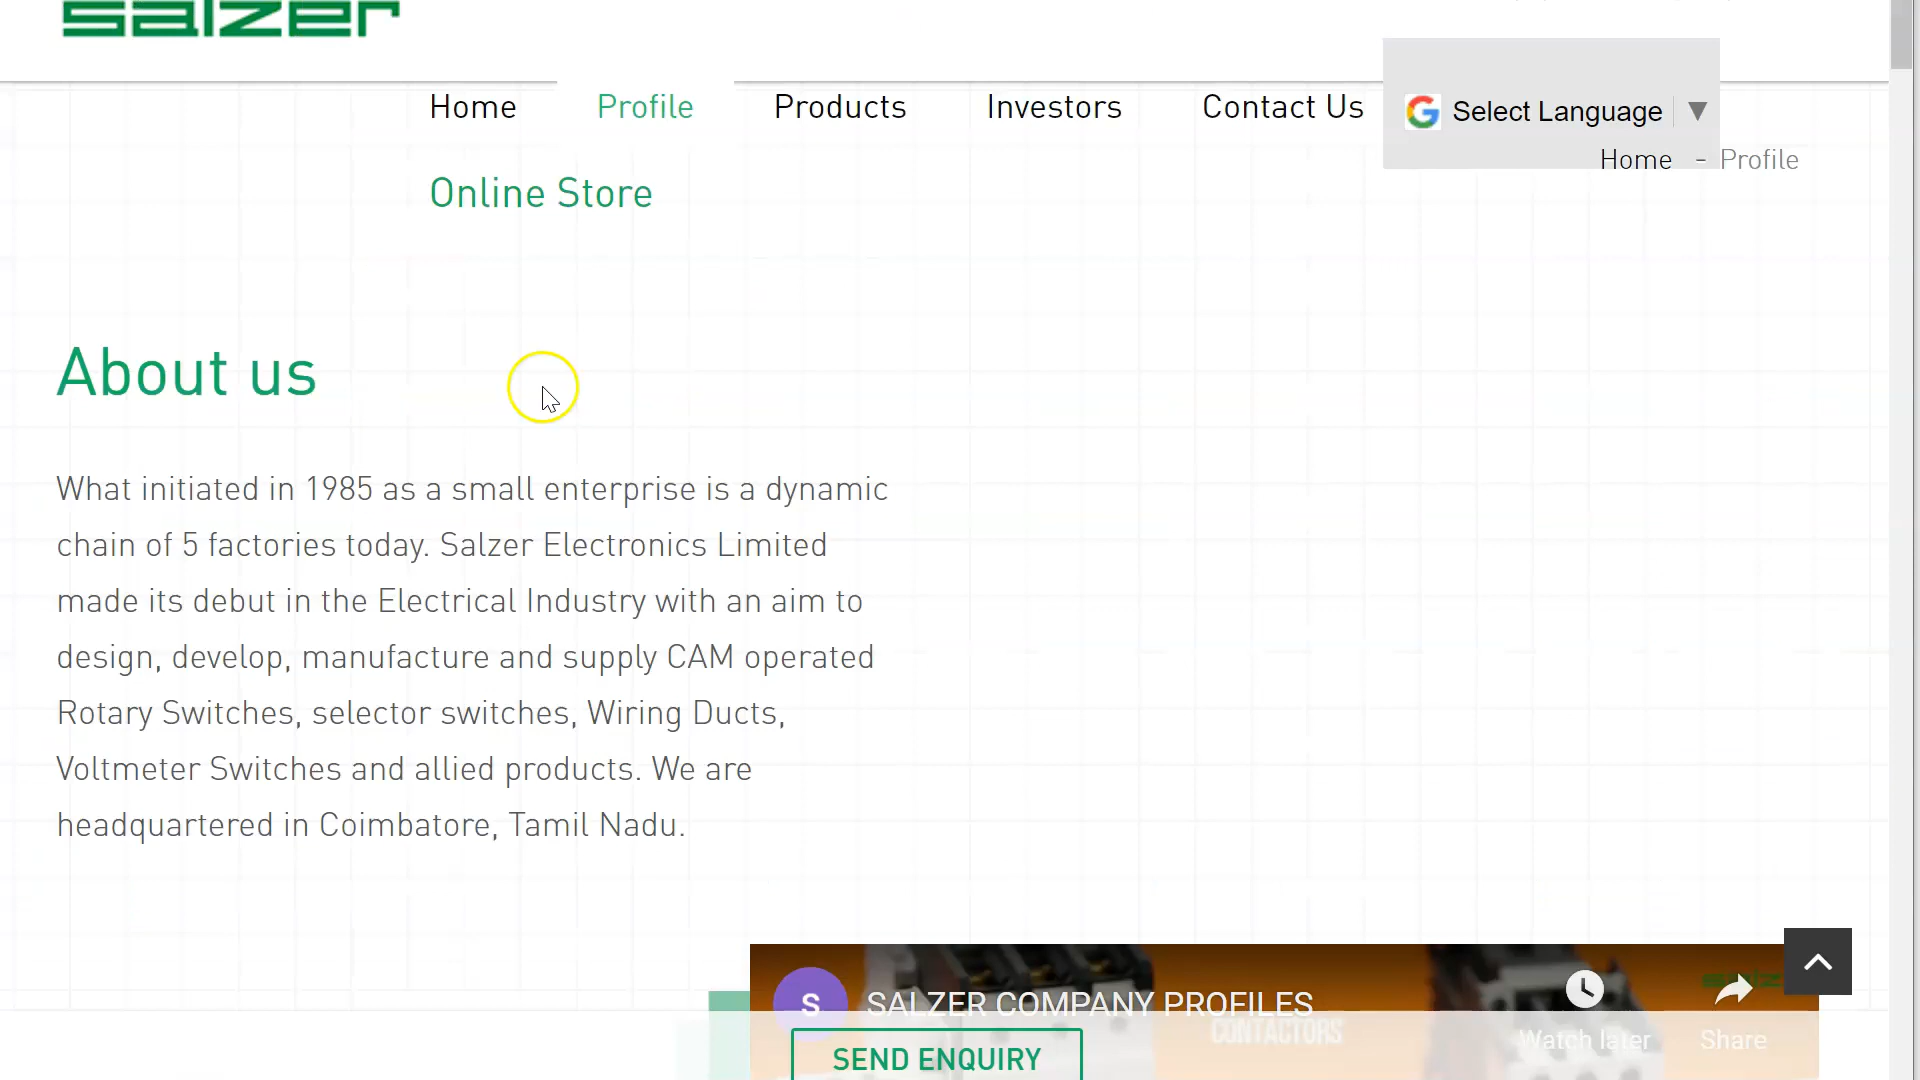 salzer
Home Profile Products Investors Contact Us Select Language
Home - Profile
Online Store
About us
What initiated in 1985 as a small enterprise is a dynamic
chain of 5 factories today. Salzer Electronics Limited
made its debut in the Electrical Industry with an aim to
design, develop, manufacture and supply CAM operated
Rotary Switches, selector switches, Wiring Ducts,
Voltmeter Switches and allied products. We are
headquartered in Coimbatore, Tamil Nadu.
S SALZER COMPANY PROFILES
CONTACTORS
Watch later Share
SEND ENQUIRY